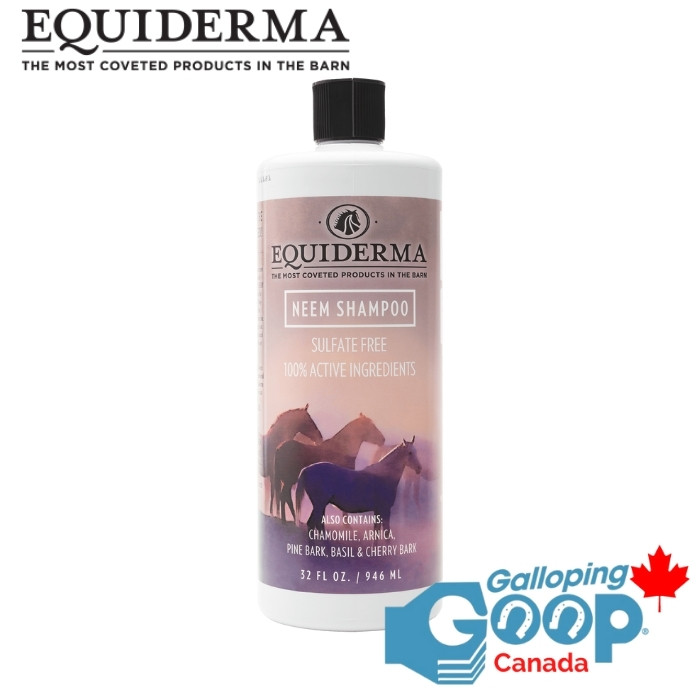 EQUIDERMA
THE MOST COVETED PRODUCTS IN THE BARN
EQUIDERMA
THE MOST COVETED PRODUCTS IN THE BARN
NEEM SHAMPOO
SULFATE FREE
100% ACTIVE INGREDIENTS
ALSO CONTAINS:
CHAMOMILE, ARNICA,
PINE BARK, BASIL & CHERRY BARK
32 FL OZ. / 946 ML
Galloping
GOOP®
Canada